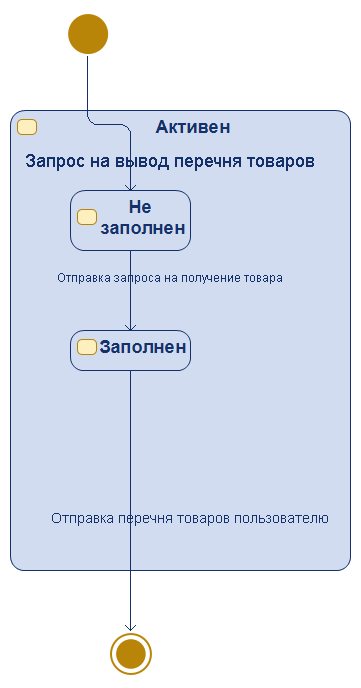 Активен
Запрос на вывод перечня товаров
Не
заполнен
Отправка запроса на получение товара
Заполнен
Отправка перечня товаров пользователю